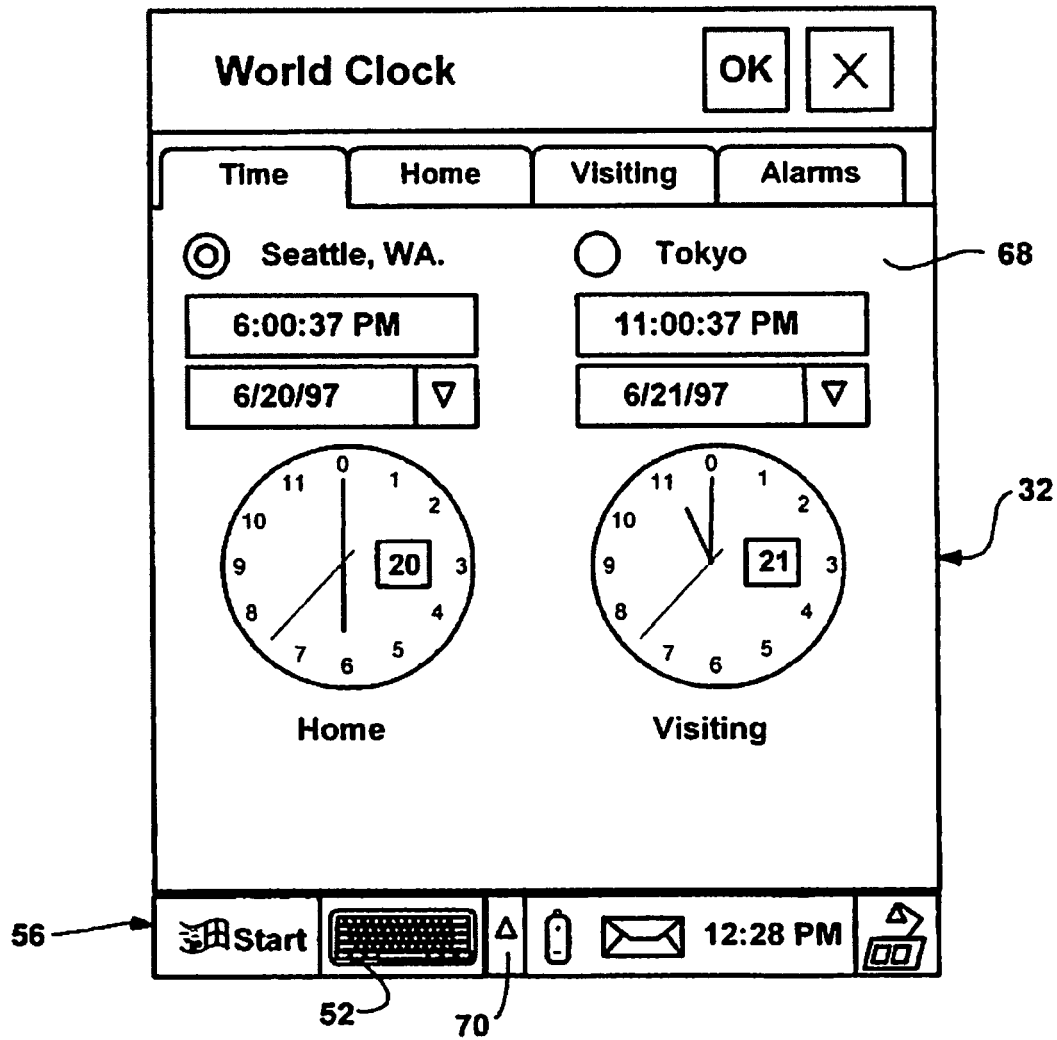 World Clock OK X
Time Home Visiting Alarms
Seattle, WA. Tokyo 68
6:00:37 PM 11:00:37 PM
6/20/97 6/21/97
0 1 2 3 4 5 6 7 8 9 10 11
20
0 1 2 3 4 5 6 7 8 9 10 11
21
32
Home Visiting
56 Start 12:28 PM
52 70